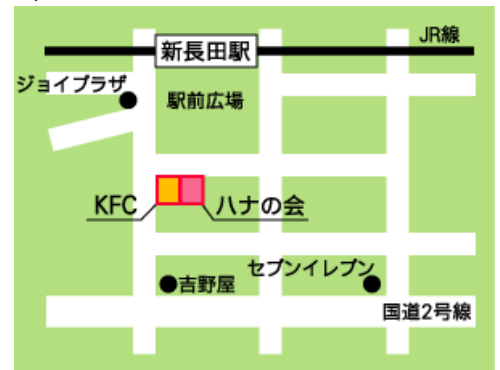 JR線
新長田駅
ジョイプラザ
駅前広場
KFC
ハナの会
セブンイレブン
吉野屋
国道2号線